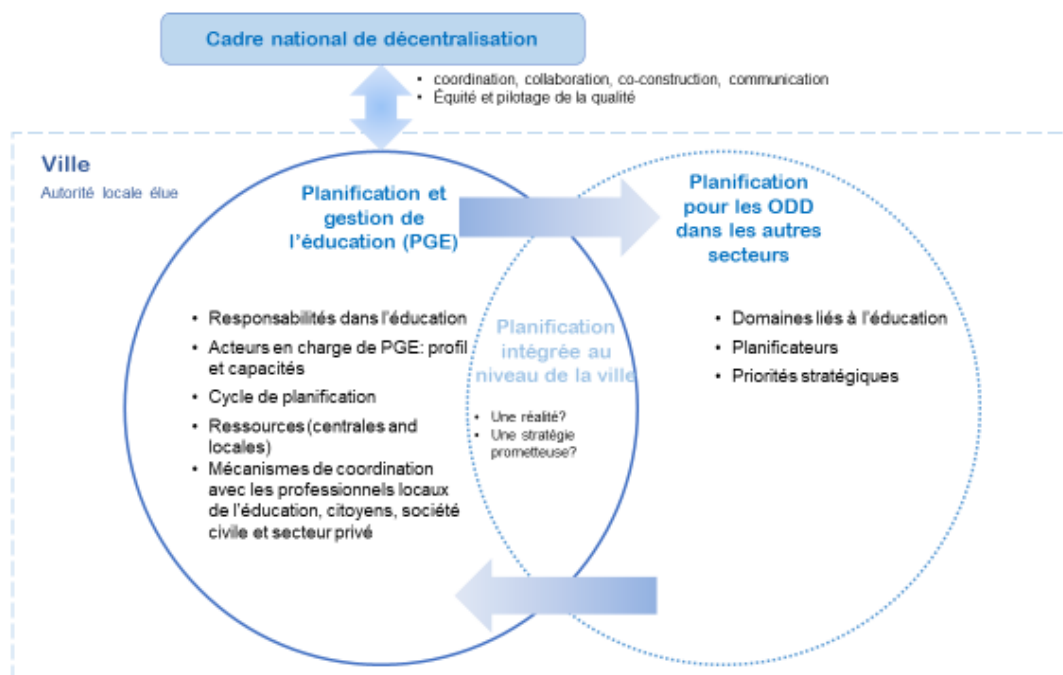 Cadre national de décentralisation
• coordination, collaboration, co-construction, communication
• Équité et pilotage de la qualité
Ville
Autorité locale élue
Planification et
gestion de
l'éducation (PGE)
• Responsabilités dans l'éducation
• Acteurs en charge de PGE: profil
et capacités
• Cycle de planification
• Ressources (centrales and
locales)
• Mécanismes de coordination
avec les professionnels locaux
de l'éducation, citoyens, société
civile et secteur privé
Planification
intégrée au
niveau de la ville
• Une réalité?
• Une stratégie
prometteuse?
Planification
pour les ODD
dans les autres
secteurs
• Domaines liés à l'éducation
• Planificateurs
• Priorités stratégiques